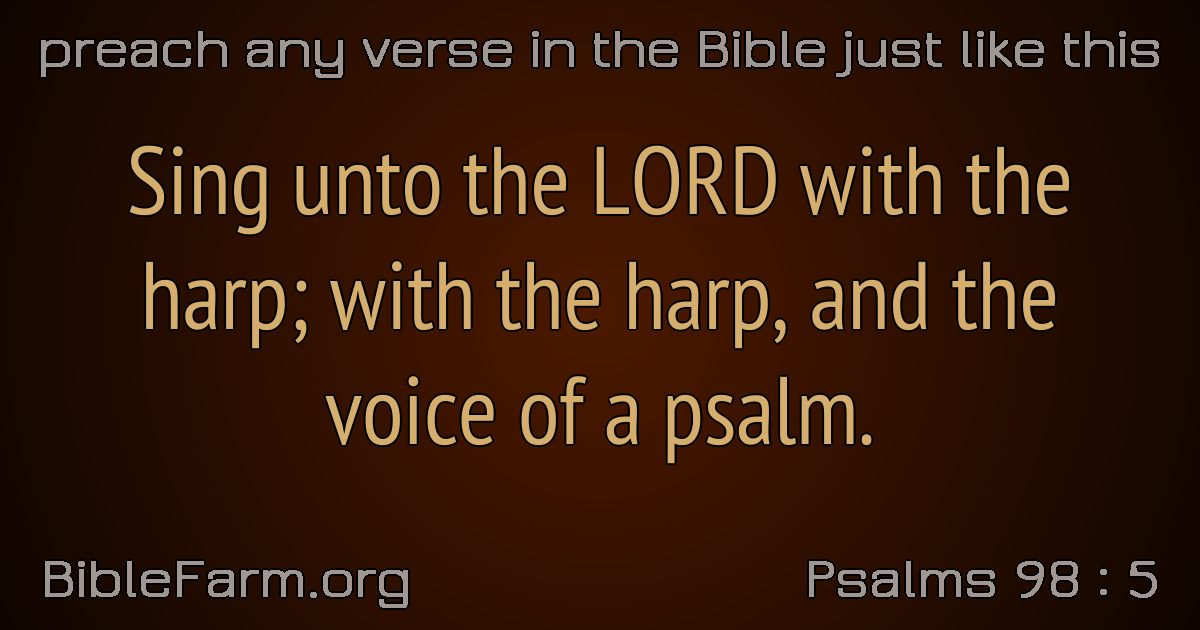 preach any verse in the Bible just like this
Sing unto the LORD with the
harp; with the harp, and the
voice of a psalm.
BibleFarm.org
Psalms 98 : 5